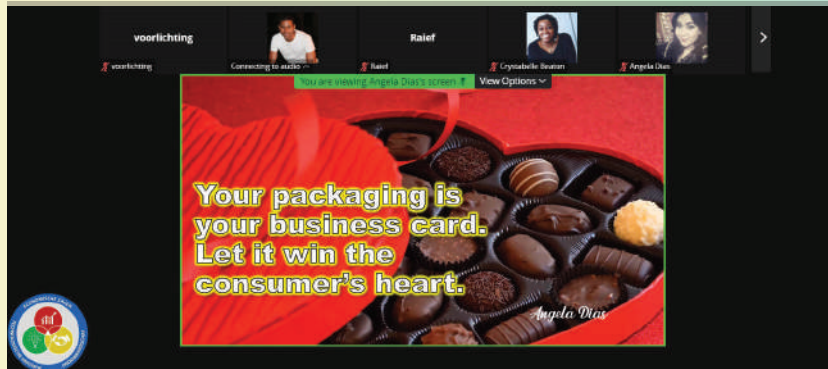 voorlichting
Raief
voorlichting
Connecting to audio
Raief
Crystabelle Beaton
Angela Dias
You are viewing Angela Dias's screen
View Options
Your packaging is
your business card.
Let it win the
consumer's heart.
Angela Dias